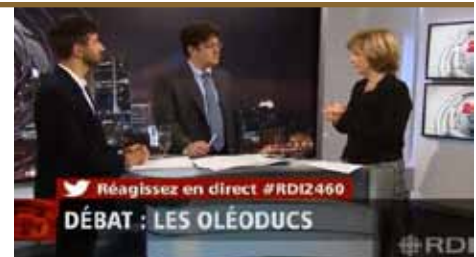 Réagissez en direct #RDI2460
DÉBAT : LES OLÉODUCS
RDI